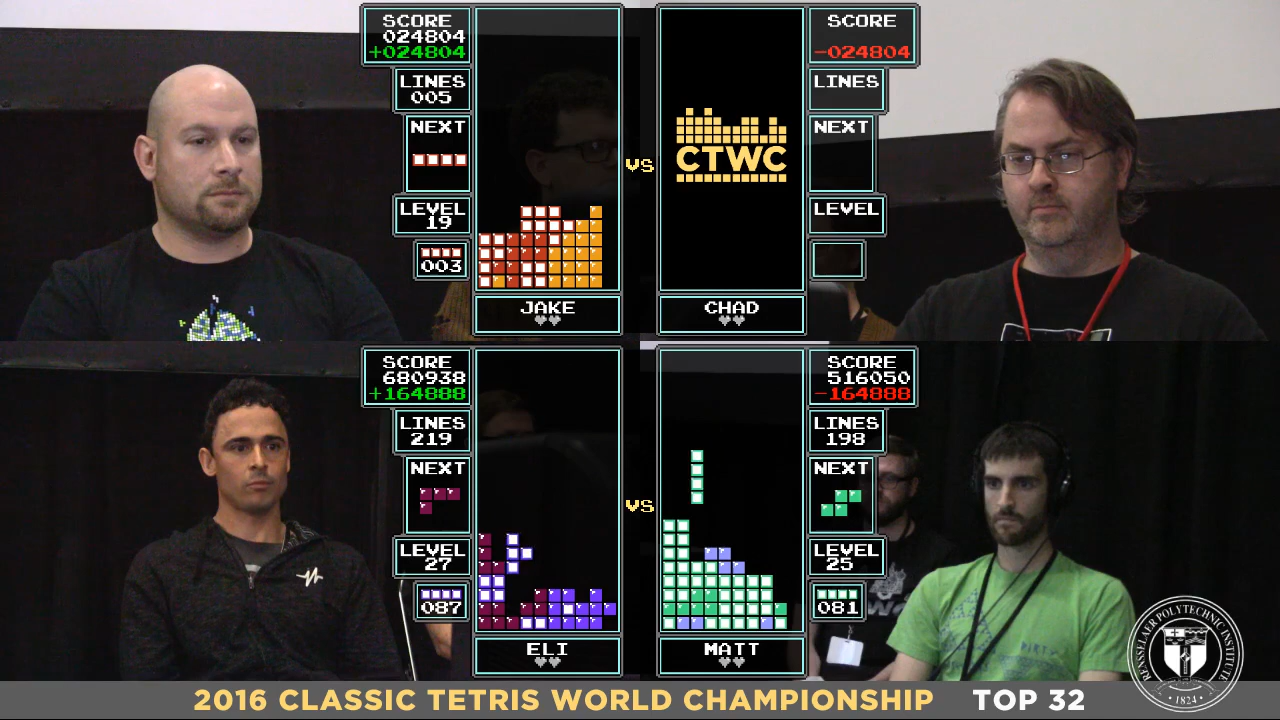 SCORE
024804
+024804
LINES
005
NEXT
LEVEL
19
003
JAKE
VS
CTWC
SCORE
-024804
LINES
NEXT
LEVEL
CHAD
SCORE
680938
+164888
LINES
219
NEXT
LEVEL
27
087
ELI
VS
SCORE
516050
-164888
LINES
198
NEXT
LEVEL
25
081
MATT
RENSSELAER POLYTECHNIC INSTITUTE
1824
2016 CLASSIC TETRIS WORLD CHAMPIONSHIP TOP 32